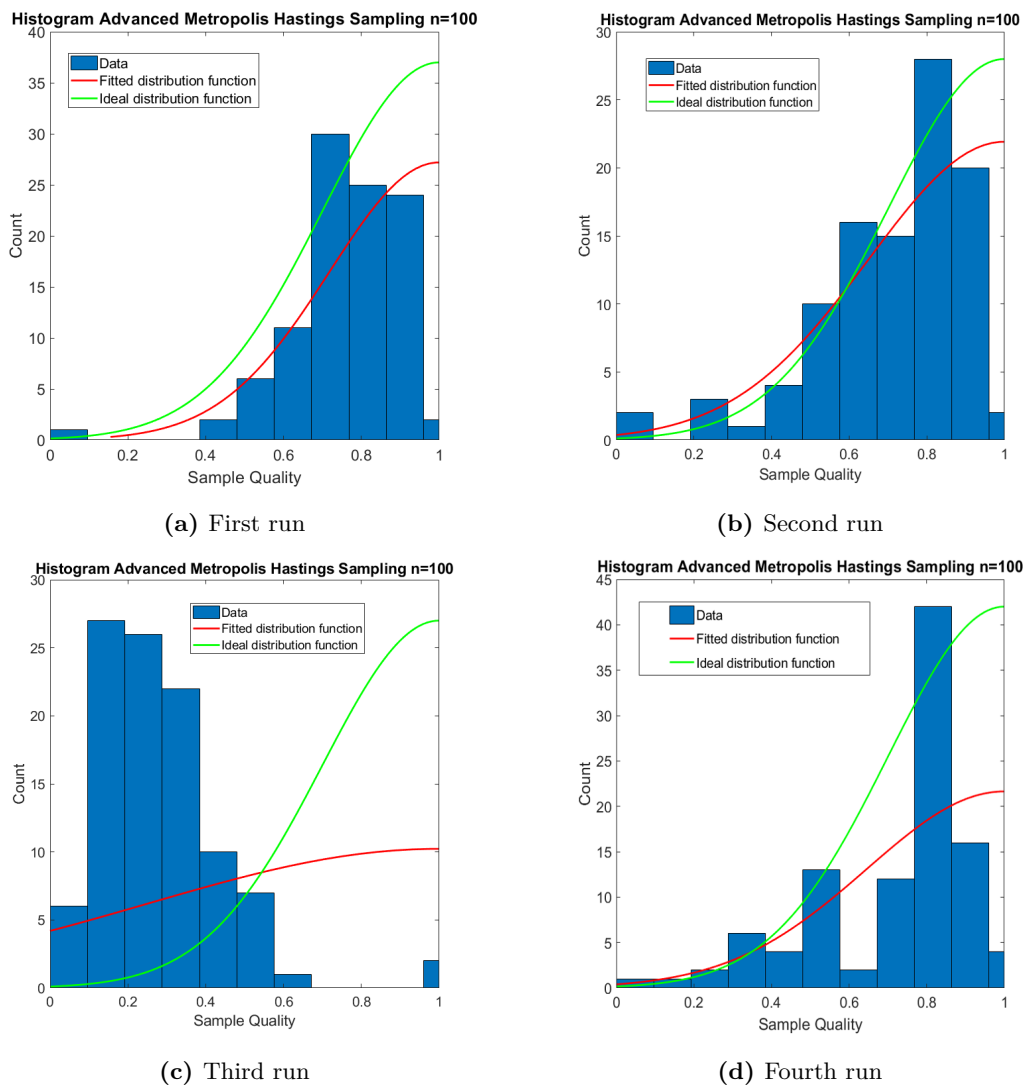 Histogram Advanced Metropolis Hastings Sampling n=100
Data
Fitted distribution function
Ideal distribution function
40
35
30
25
20
15
10
5
0
Count
0
0.2
0.4
0.6
0.8
1
Sample Quality
(a) First run
Histogram Advanced Metropolis Hastings Sampling n=100
Data
Fitted distribution function
Ideal distribution function
30
25
20
15
10
5
0
Count
0
0.2
0.4
0.6
0.8
1
Sample Quality
(b) Second run
Histogram Advanced Metropolis Hastings Sampling n=100
Data
Fitted distribution function
Ideal distribution function
30
25
20
15
10
5
0
Count
0
0.2
0.4
0.6
0.8
1
Sample Quality
(c) Third run
Histogram Advanced Metropolis Hastings Sampling n=100
Data
Fitted distribution function
Ideal distribution function
45
40
35
30
25
20
15
10
5
0
Count
0
0.2
0.4
0.6
0.8
1
Sample Quality
(d) Fourth run